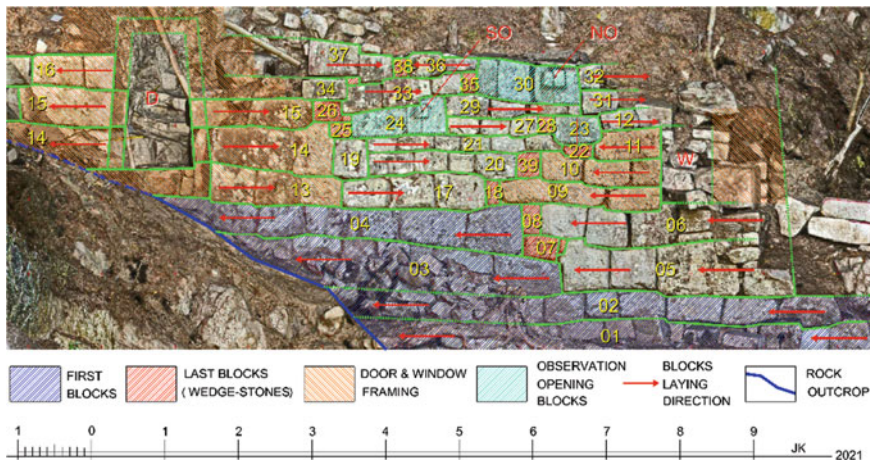 37 38 36 SO NO
16 D 34 33 35 30 32
15 15 26 24 29 31
14 25 27 28 23 12
14 19 21 22 11
13 17 20 39 10
18 09
04 08 06
07
03 05
02
01
W
FIRST BLOCKS
LAST BLOCKS (WEDGE-STONES)
DOOR & WINDOW FRAMING
OBSERVATION OPENING BLOCKS
BLOCKS LAYING DIRECTION
ROCK OUTCROP
1 0 1 2 3 4 5 6 7 8 9
JK 2021